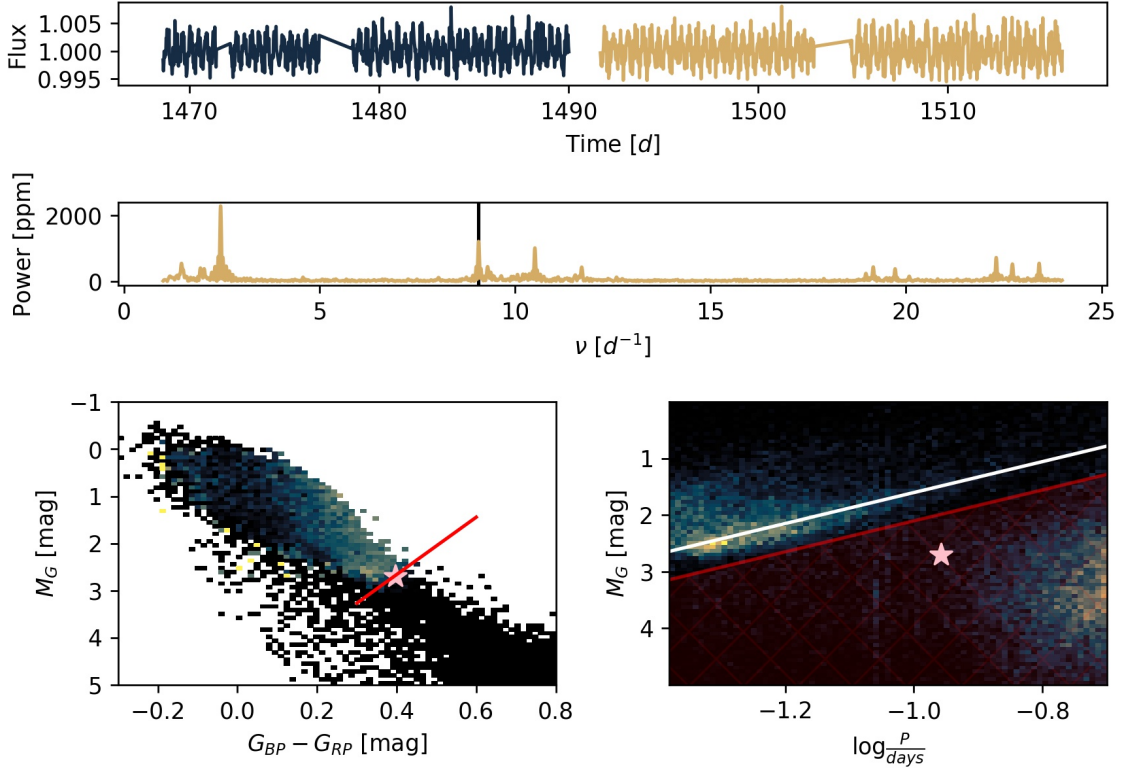 1.005
1.000
0.995
Flux
1470 1480 1490 1500 1510
Time [d]
2000
0
Power [ppm]
0 5 10 15 20 25
ν [d⁻¹]
−1
0
1
2
3
4
5
M_G [mag]
−0.2 0.0 0.2 0.4 0.6 0.8
G_BP − G_RP [mag]
1
2
3
4
M_G [mag]
−1.2 −1.0 −0.8
log P/days